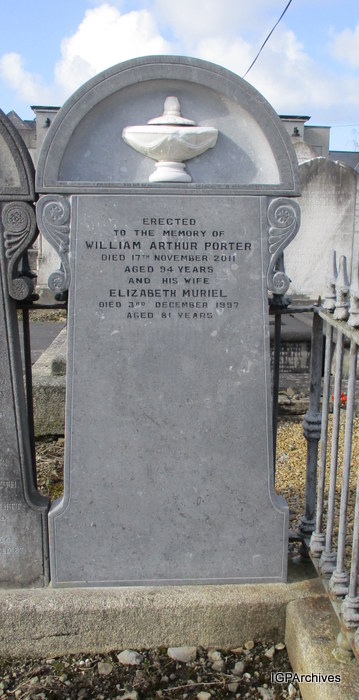 ERECTED
TO THE MEMORY OF
WILLIAM ARTHUR PORTER
DIED 17TH NOVEMBER 2011
AGED 94 YEARS
AND HIS WIFE
ELIZABETH MURIEL
DIED 3RD DECEMBER 1997
AGED 81 YEARS
IGPArchives